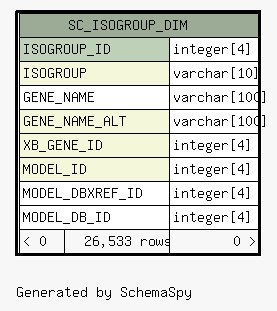 SC_ISOGROUP_DIM
ISOGROUP_ID integer[4]
ISOGROUP varchar[10]
GENE_NAME varchar[100]
GENE_NAME_ALT varchar[100]
XB_GENE_ID integer[4]
MODEL_ID integer[4]
MODEL_DBXREF_ID integer[4]
MODEL_DB_ID integer[4]
< 0 26,533 rows 0 >
Generated by SchemaSpy